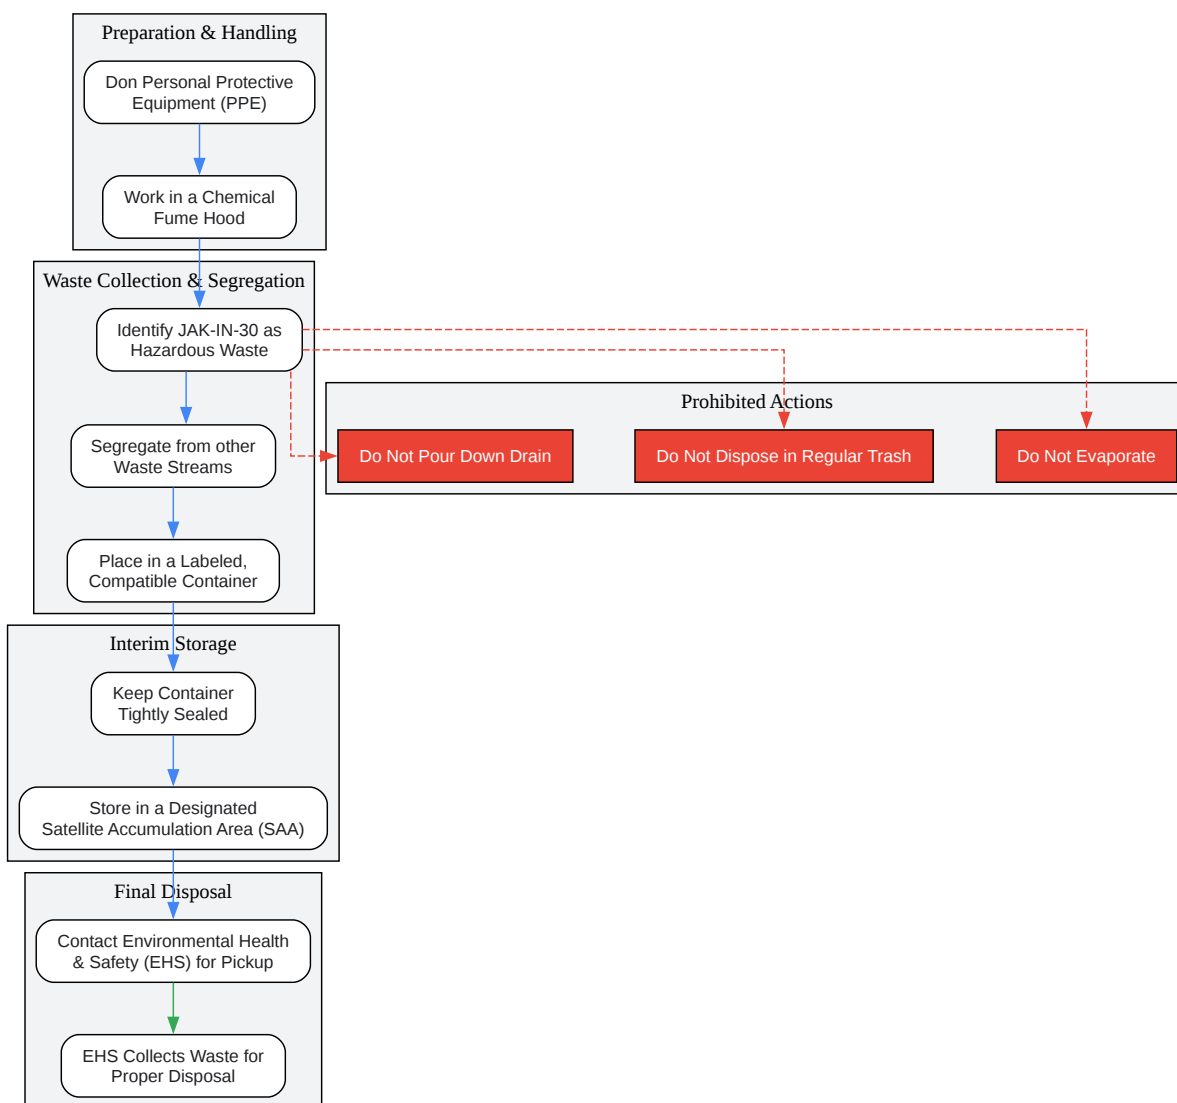 Preparation & Handling
Don Personal Protective
Equipment (PPE)
Work in a Chemical
Fume Hood
Waste Collection & Segregation
Identify JAK-IN-30 as
Hazardous Waste
Prohibited Actions
Segregate from other
Waste Streams
Do Not Pour Down Drain
Do Not Dispose in Regular Trash
Do Not Evaporate
Place in a Labeled,
Compatible Container
Interim Storage
Keep Container
Tightly Sealed
Store in a Designated
Satellite Accumulation Area (SAA)
Final Disposal
Contact Environmental Health
& Safety (EHS) for Pickup
EHS Collects Waste for
Proper Disposal